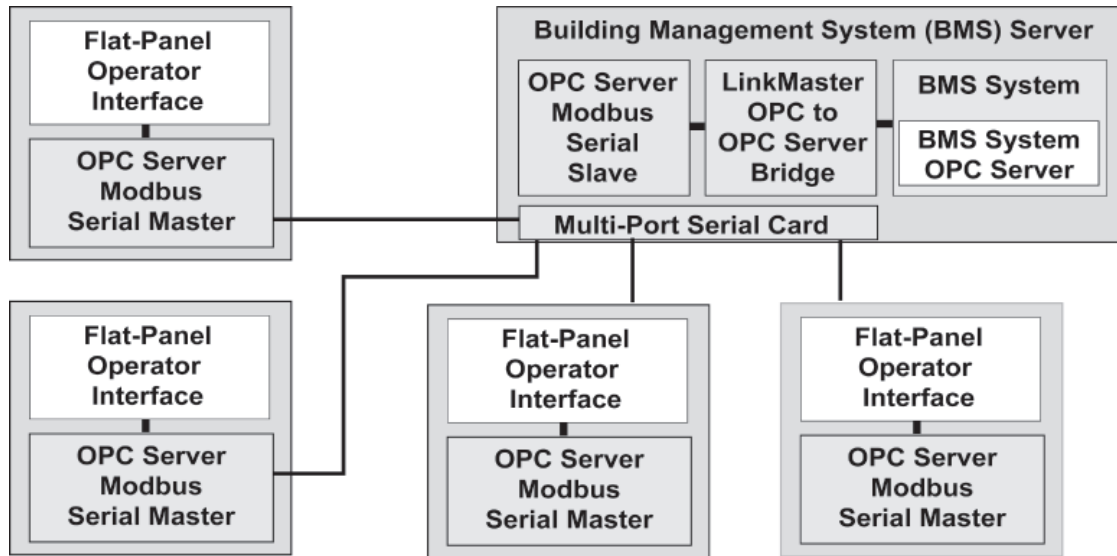 Flat-Panel
Operator
Interface
OPC Server
Modbus
Serial Master
Building Management System (BMS) Server
OPC Server
Modbus
Serial
Slave
LinkMaster
OPC to
OPC Server
Bridge
BMS System
BMS System
OPC Server
Multi-Port Serial Card
Flat-Panel
Operator
Interface
OPC Server
Modbus
Serial Master
Flat-Panel
Operator
Interface
OPC Server
Modbus
Serial Master
Flat-Panel
Operator
Interface
OPC Server
Modbus
Serial Master